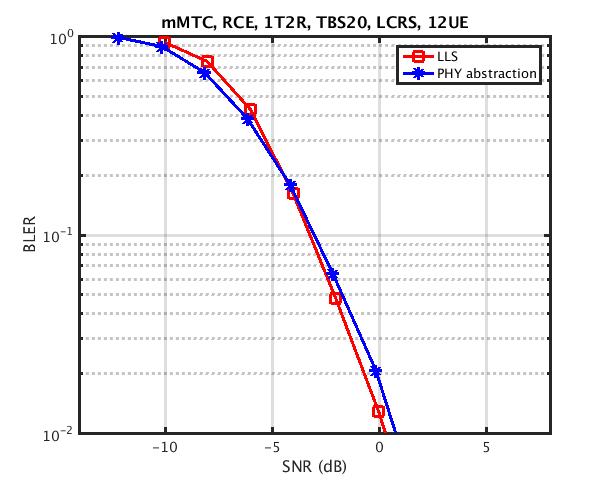 mMTC, RCE, 1T2R, TBS20, LCRS, 12UE
LLS
PHY abstraction
10^0
10^-1
10^-2
BLER
-10
-5
0
5
SNR (dB)